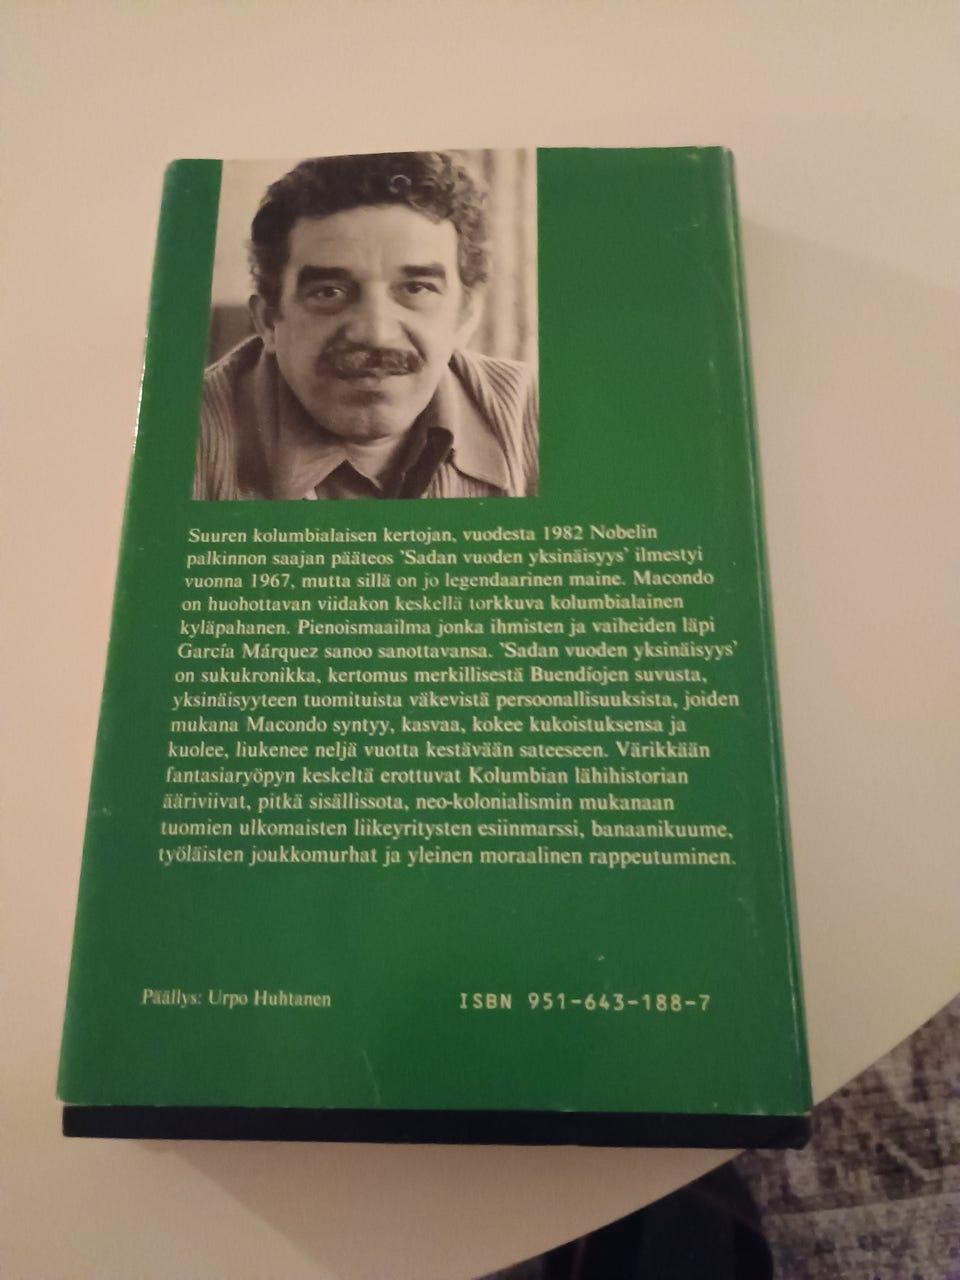 Suuren kolumbialaisen kertojan, vuodesta 1982 Nobelin
palkinnon saajan pääteos 'Sadan vuoden yksinäisyys' ilmestyi
vuonna 1967, mutta sillä on jo legendaarinen maine. Macondo
on huohottavan viidakon keskellä torkkuva kolumbialainen
kyläpahanen. Pienoismaailma jonka ihmisten ja vaiheiden läpi
García Márquez sanoo sanottavansa. 'Sadan vuoden yksinäisyys'
on sukukronikka, kertomus merkillisestä Buendíojen suvusta,
yksinäisyyteen tuomituista väkevistä persoonallisuuksista, joiden
mukana Macondo syntyy, kasvaa, kokee kukoistuksensa ja
kuolee, liukenee neljä vuotta kestävään sateeseen. Värikkään
fantasiaryöpyn keskeltä erottuvat Kolumbian lähihistorian
ääriviivat, pitkä sisällissota, neo-kolonialismin mukanaan
tuomien ulkomaisten liikeyritysten esiinmarssi, banaanikuume,
työläisten joukkomurhat ja yleinen moraalinen rappeutuminen.
Päällys: Urpo Huhtanen
ISBN 951-643-188-7